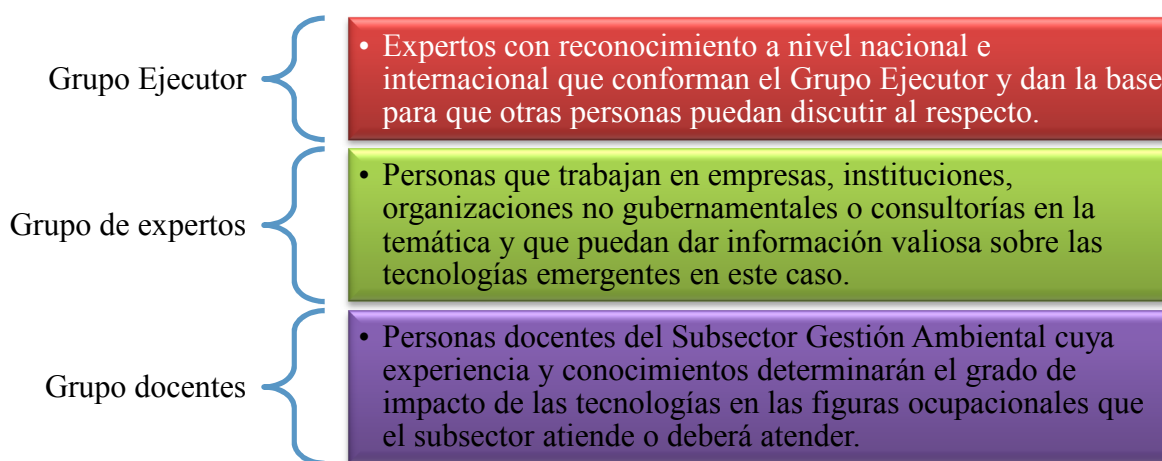 Grupo Ejecutor
• Expertos con reconocimiento a nivel nacional e
internacional que conforman el Grupo Ejecutor y dan la base
para que otras personas puedan discutir al respecto.
Grupo de expertos
• Personas que trabajan en empresas, instituciones,
organizaciones no gubernamentales o consultorías en la
temática y que puedan dar información valiosa sobre las
tecnologías emergentes en este caso.
Grupo docentes
• Personas docentes del Subsector Gestión Ambiental cuya
experiencia y conocimientos determinarán el grado de
impacto de las tecnologías en las figuras ocupacionales que
el subsector atiende o deberá atender.